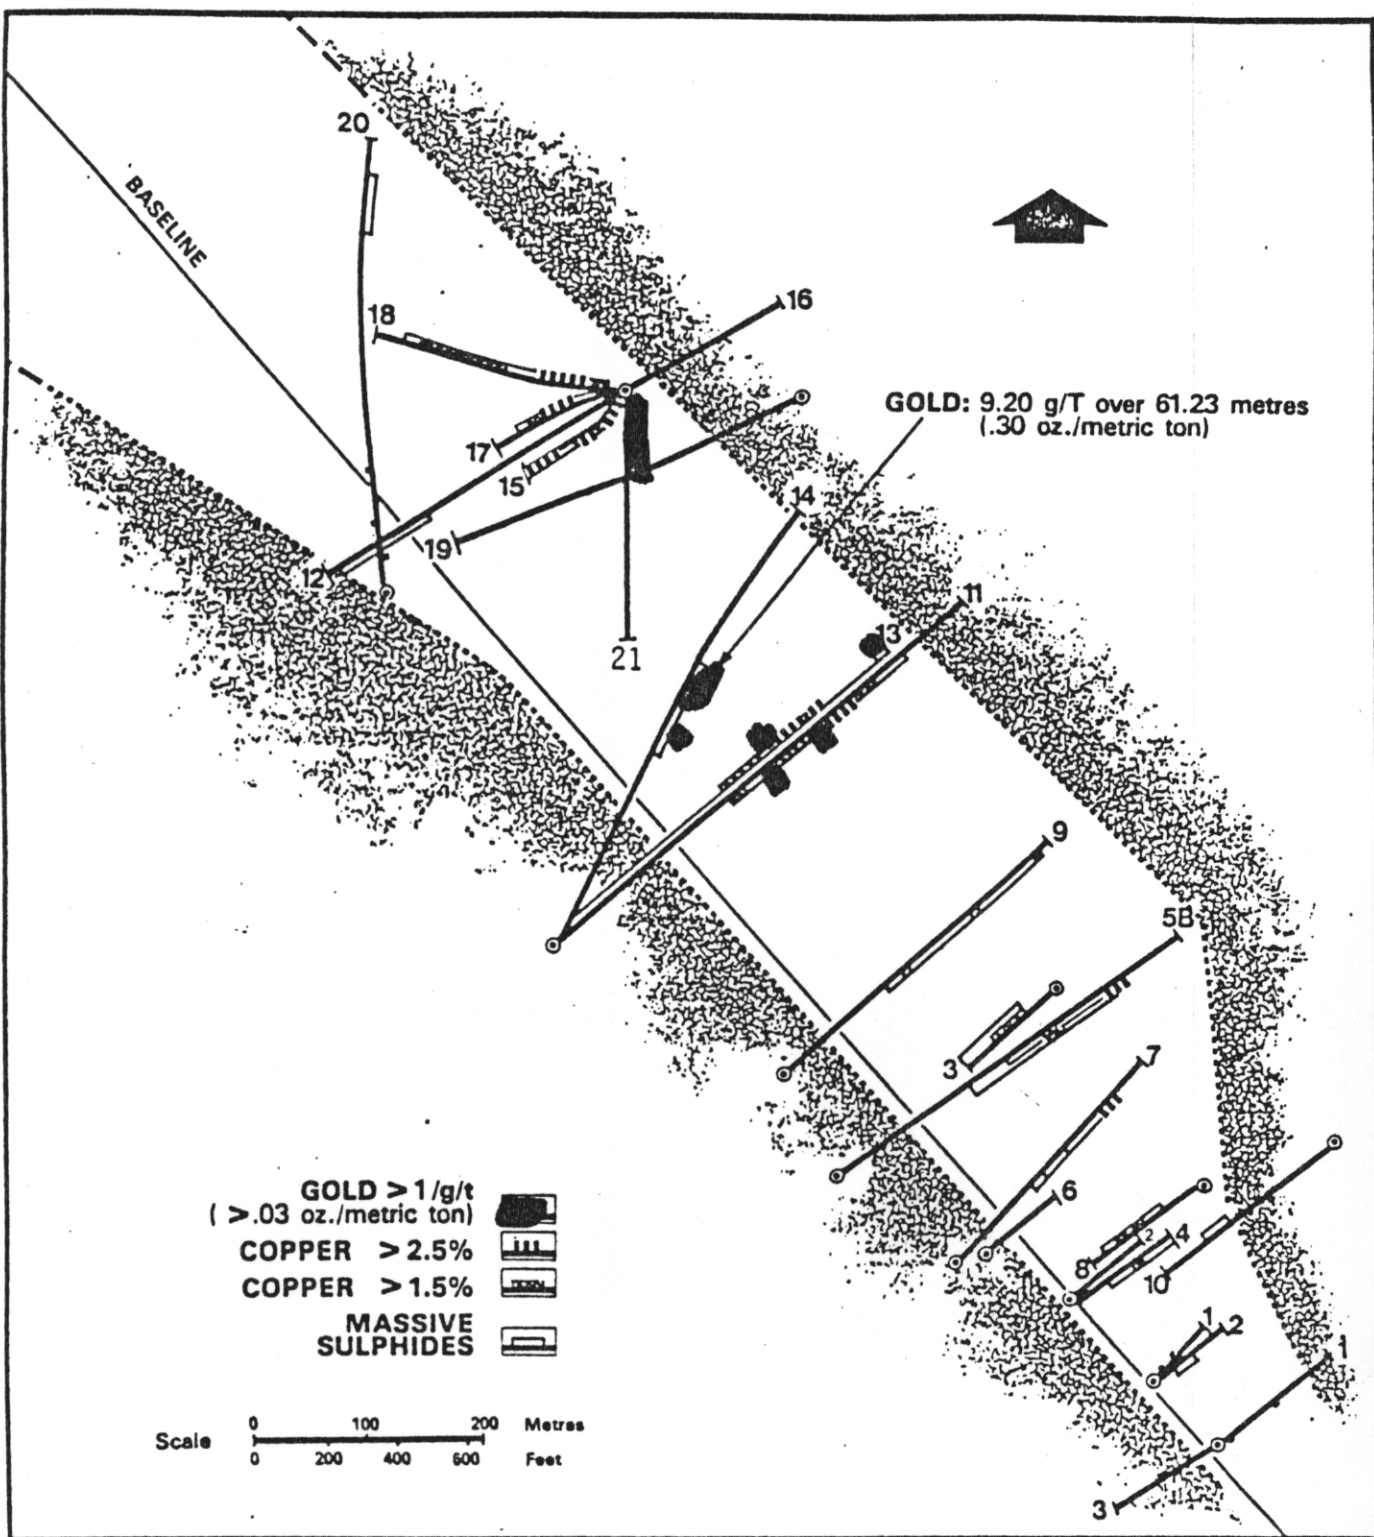 20
BASELINE
18
16
GOLD: 9.20 g/T over 61.23 metres
(.30 oz./metric ton)
17
15
14
19
12
11
13
21
9
5B
3
7
6
2
4
8
10
1
2
1
3
GOLD > 1/g/t
( >.03 oz./metric ton)
COPPER > 2.5%
COPPER > 1.5%
MASSIVE
SULPHIDES
0 100 200 Metres
Scale
0 200 400 600 Feet